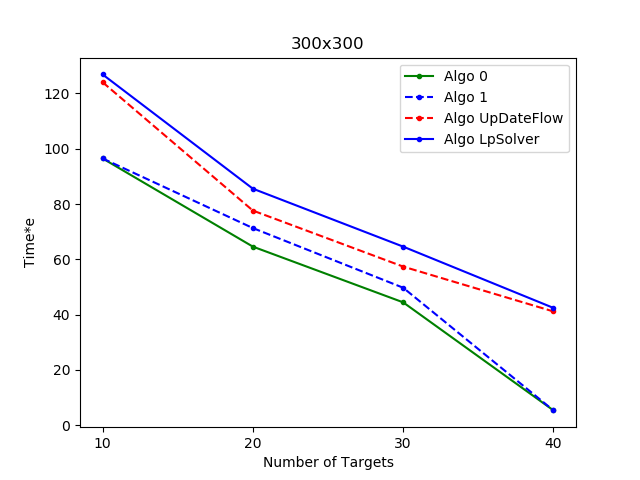 300x300
Algo 0
Algo 1
Algo UpDateFlow
Algo LpSolver
120
100
80
60
40
20
0
Time*e
10 20 30 40
Number of Targets